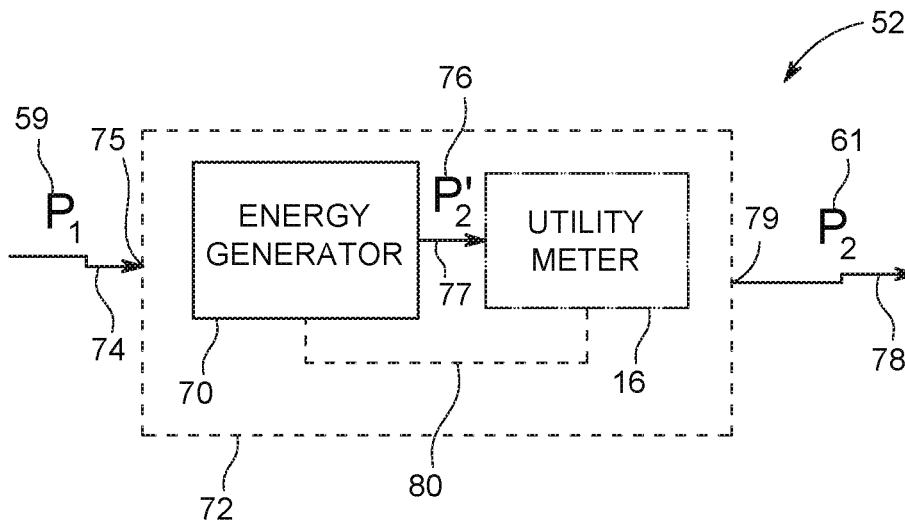 52
76
59
75
61
P1
ENERGY
GENERATOR
P'2
UTILITY
METER
79
P2
74
77
78
70
16
72
80